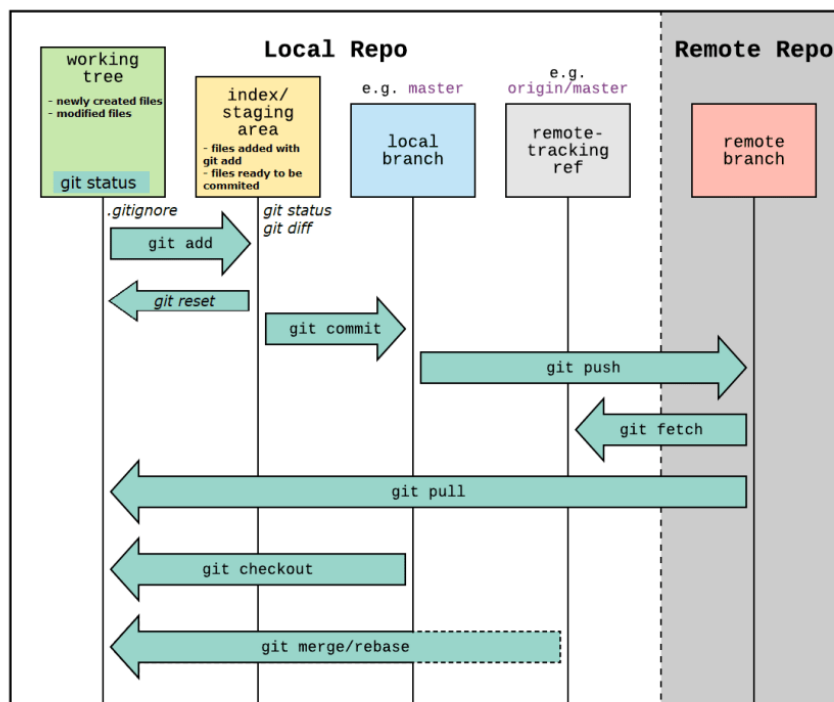 Local Repo
Remote Repo
working
tree
- newly created files
- modified files
git status
index/
staging
area
- files added with
git add
- files ready to be
commited
e.g. master
local
branch
e.g.
origin/master
remote-
tracking
ref
remote
branch
.gitignore
git status
git diff
git add
git reset
git commit
git push
git fetch
git pull
git checkout
git merge/rebase